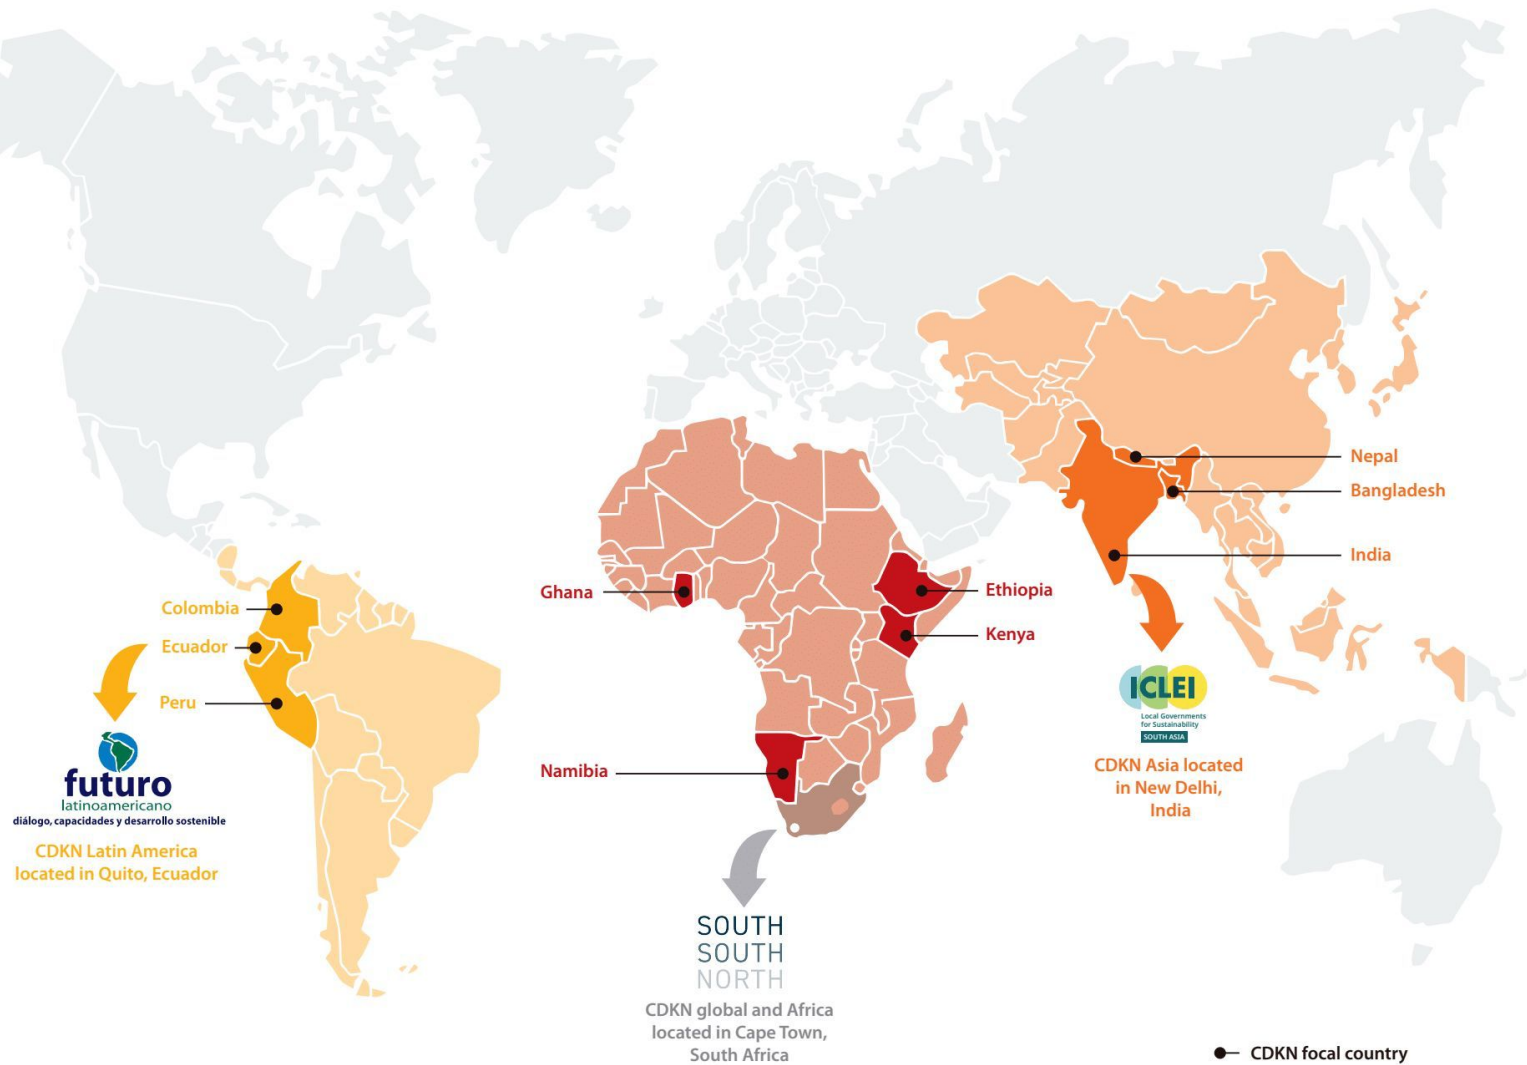 Colombia
Ecuador
Peru
futuro
latinoamericano
diálogo, capacidades y desarrollo sostenible
CDKN Latin America
located in Quito, Ecuador
Ghana
Namibia
Ethiopia
Kenya
SOUTH
SOUTH
NORTH
CDKN global and Africa
located in Cape Town,
South Africa
Nepal
Bangladesh
India
ICLEI
Local Governments
for Sustainability
SOUTH ASIA
CDKN Asia located
in New Delhi,
India
CDKN focal country